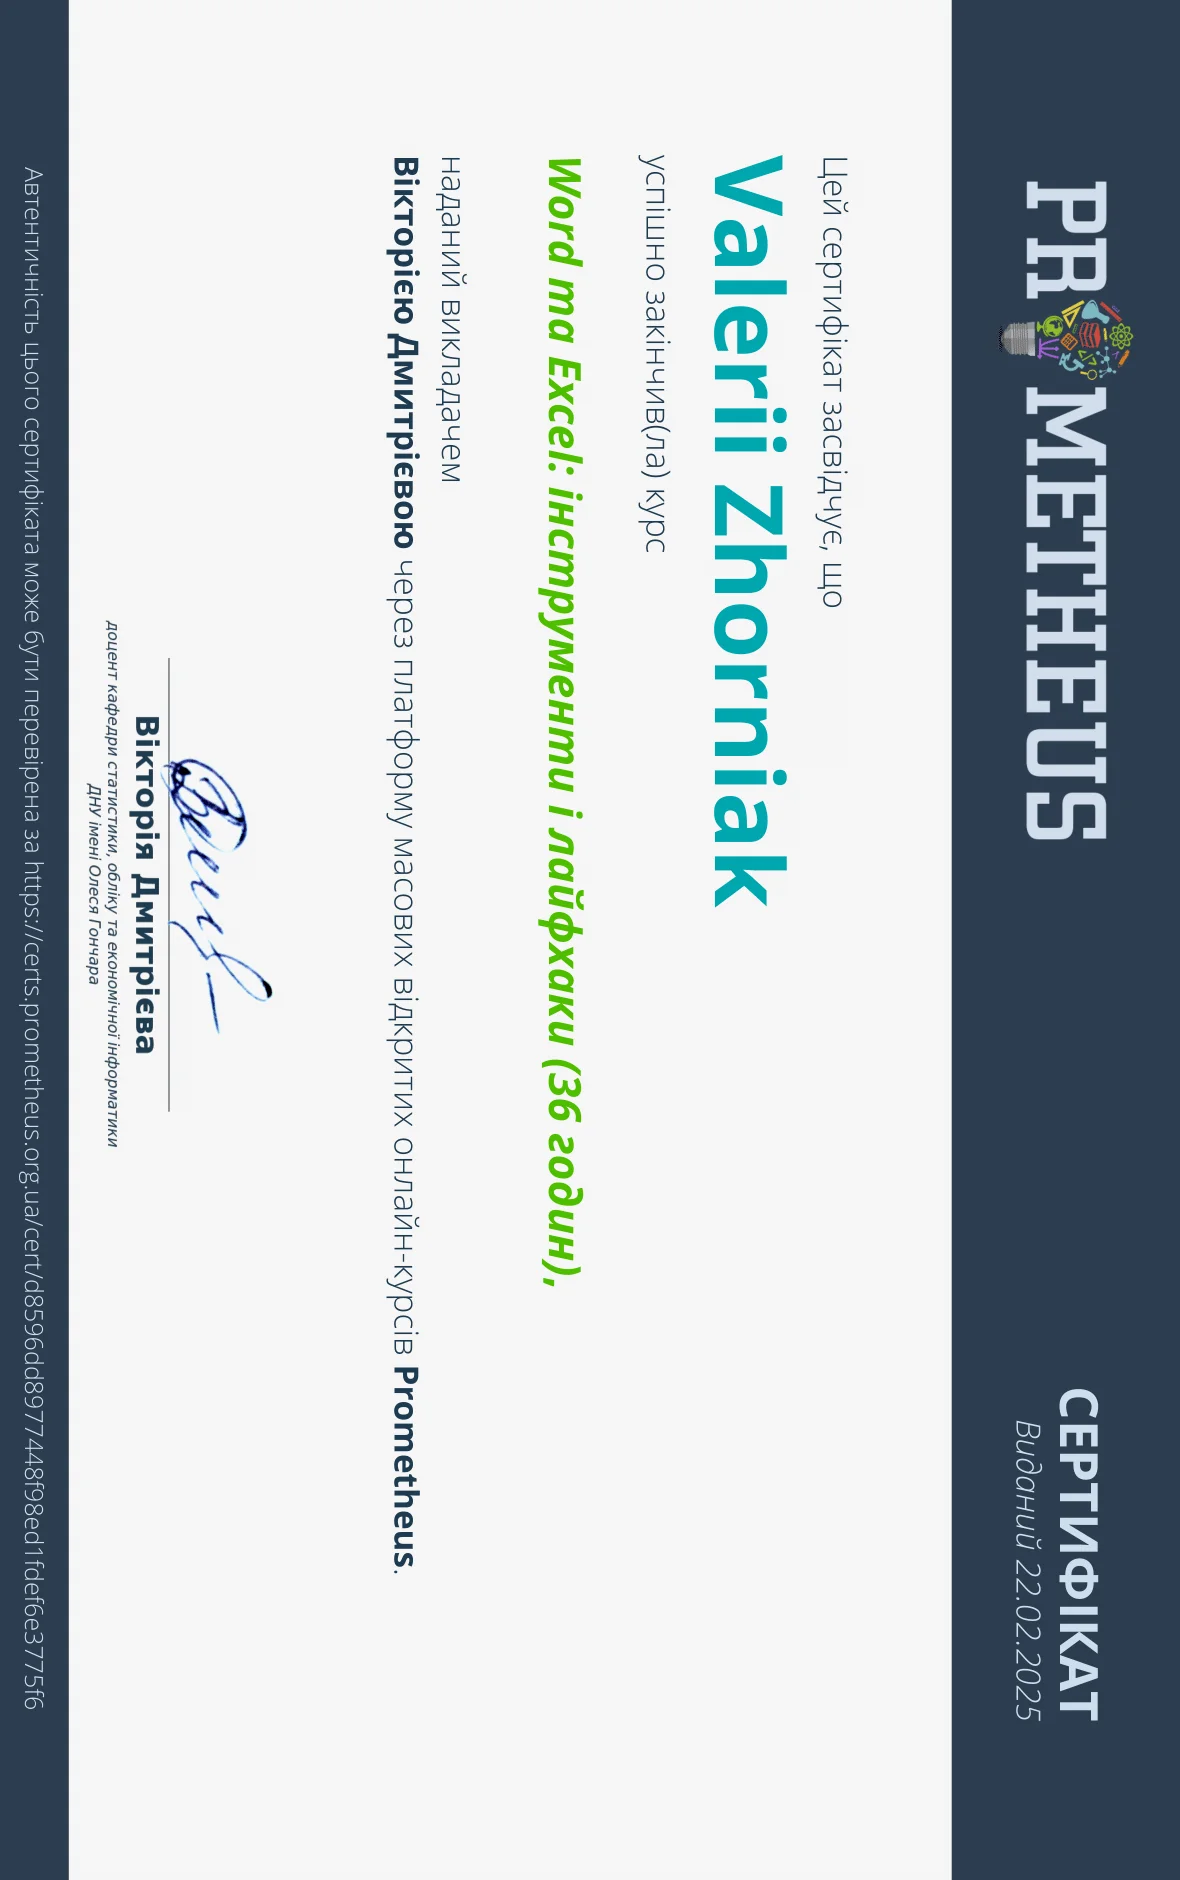 PROMETHEUS
СЕРТИФІКАТ
Виданий 22.02.2025
Цей сертифікат засвідчує, що
Valerii Zhorniak
успішно закінчив(ла) курс
Word та Excel: інструменти і лайфхаки (36 годин),
наданий викладачем
Вікторією Дмитрієвою через платформу масових відкритих онлайн-курсів Prometheus.
Вікторія Дмитрієва
доцент кафедри статистики, обліку та економічної інформатики
ДНУ імені Олеся Гончара
Автентичність цього сертифіката може бути перевірена за https://certs.prometheus.org.ua/cert/d8596dd8977448f98ed1fdef6e3775f6